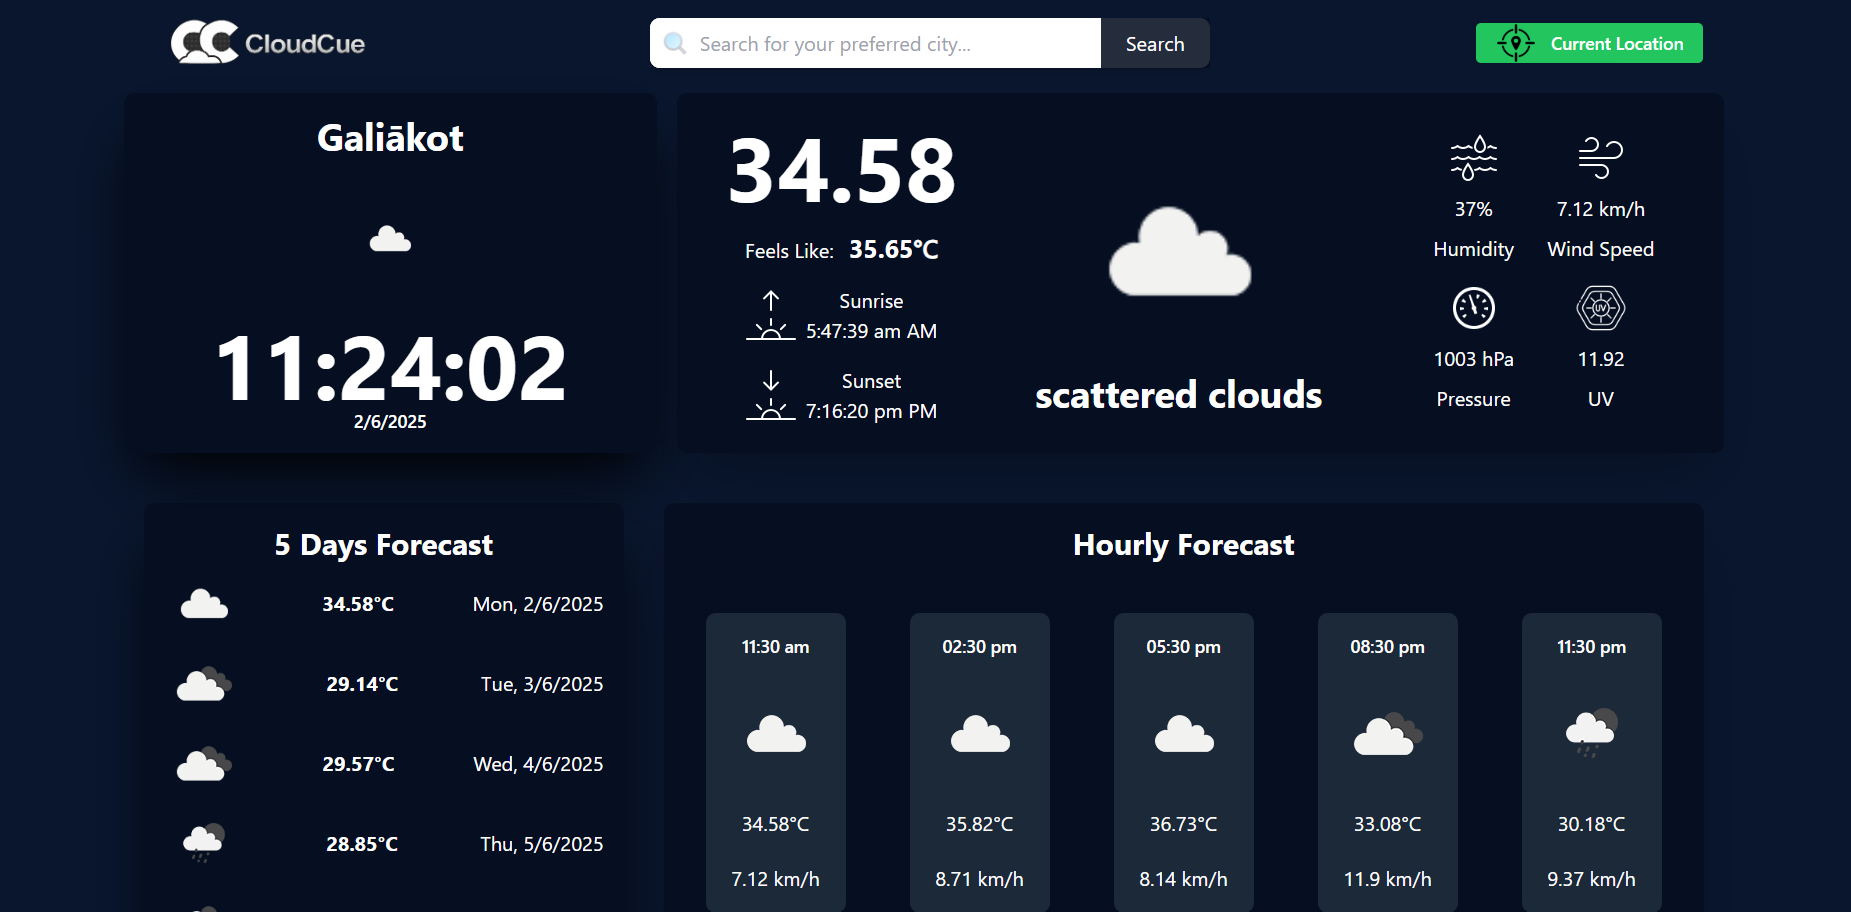 CloudCue
Search for your preferred city...
Search
Current Location
Galiākot
11:24:02
2/6/2025
34.58
Feels Like: 35.65°C
Sunrise
5:47:39 am AM
Sunset
7:16:20 pm PM
scattered clouds
37%
Humidity
7.12 km/h
Wind Speed
1003 hPa
Pressure
UV
11.92
UV
5 Days Forecast
34.58°C Mon, 2/6/2025
29.14°C Tue, 3/6/2025
29.57°C Wed, 4/6/2025
28.85°C Thu, 5/6/2025
Hourly Forecast
11:30 am
34.58°C
7.12 km/h
02:30 pm
35.82°C
8.71 km/h
05:30 pm
36.73°C
8.14 km/h
08:30 pm
33.08°C
11.9 km/h
11:30 pm
30.18°C
9.37 km/h